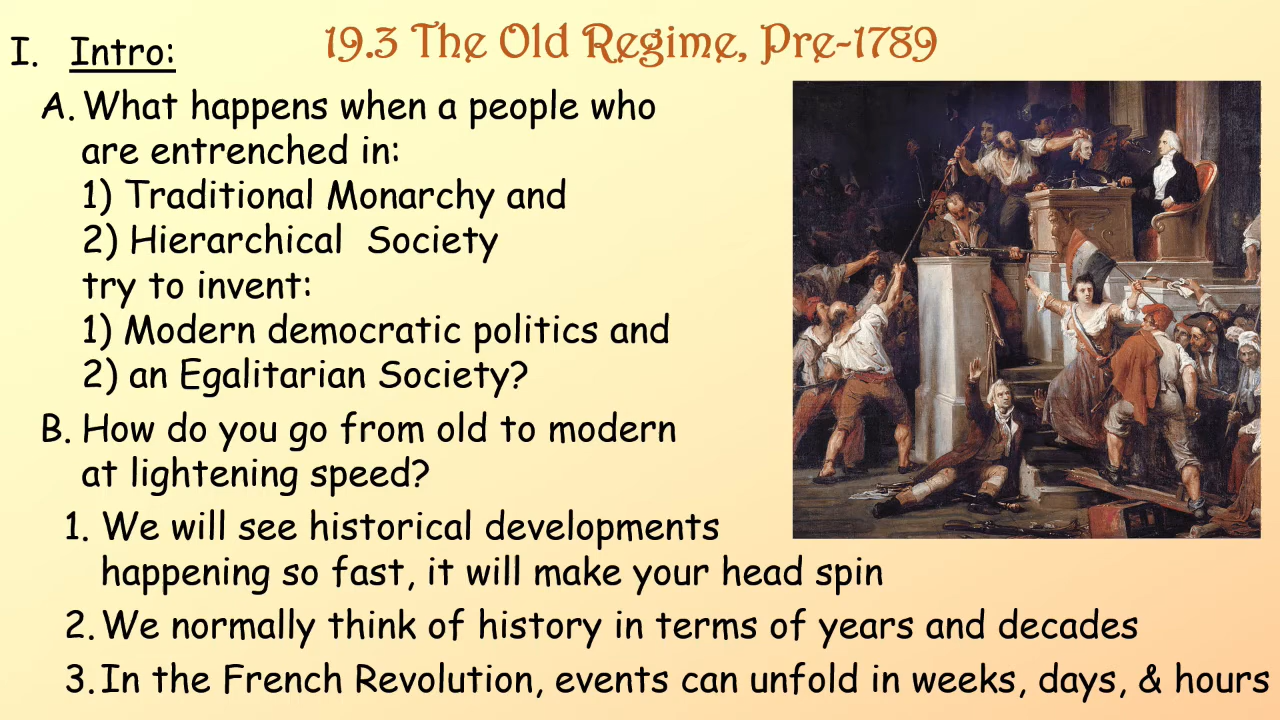 19.3 The Old Regime, Pre-1789
I. Intro:
A. What happens when a people who
are entrenched in:
1) Traditional Monarchy and
2) Hierarchical Society
try to invent:
1) Modern democratic politics and
2) an Egalitarian Society?
B. How do you go from old to modern
at lightening speed?
1. We will see historical developments
happening so fast, it will make your head spin
2. We normally think of history in terms of years and decades
3. In the French Revolution, events can unfold in weeks, days, & hours